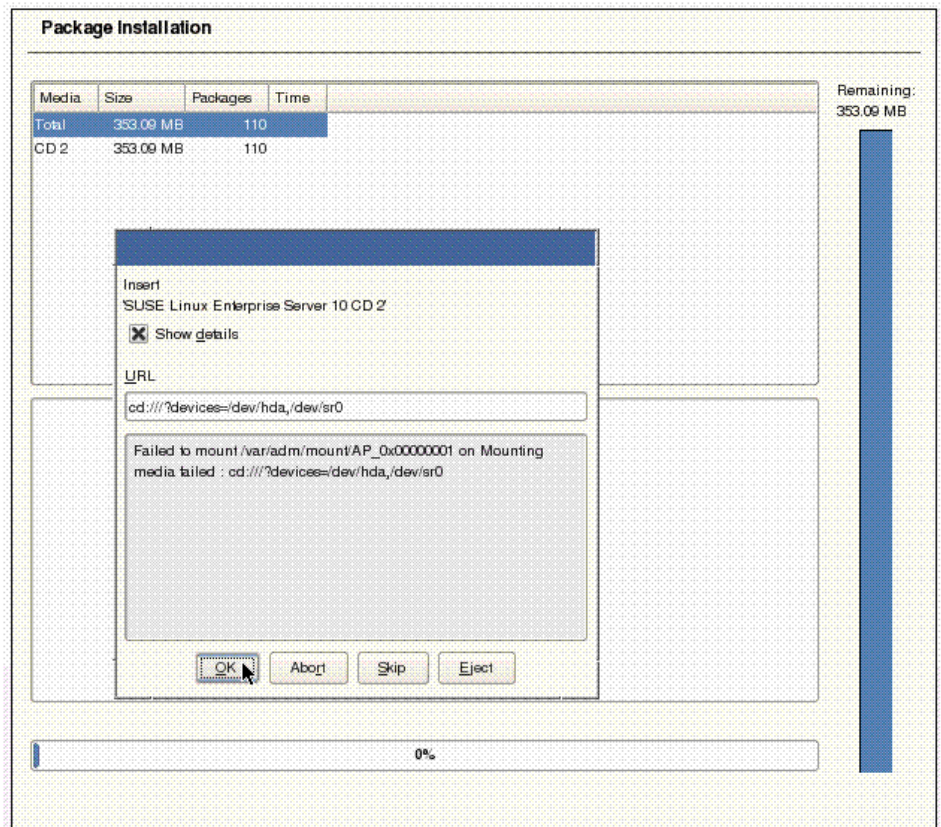 Package Installation
Media Size Packages Time
Total 353.09 MB 110
CD 2 353.09 MB 110
Remaining:
353.09 MB
Insert
'SUSE Linux Enterprise Server 10 CD 2'
Show details
URL
cd:///?devices=/dev/hda,/dev/sr0
Failed to mount /var/adm/mount/AP_0x00000001 on Mounting
media failed : cd:///?devices=/dev/hda,/dev/sr0
OK Abort Skip Eject
0%